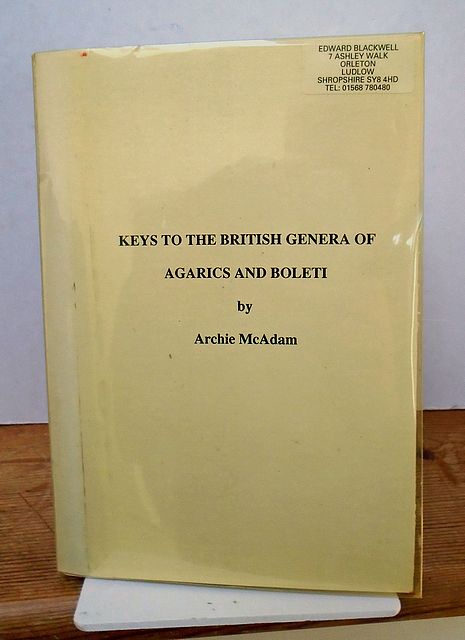 EDWARD BLACKWELL
7 ASHLEY WALK
ORLETON
LUDLOW
SHROPSHIRE SY8 4HD
TEL: 01568 780480
KEYS TO THE BRITISH GENERA OF
AGARICS AND BOLETI
by
Archie McAdam